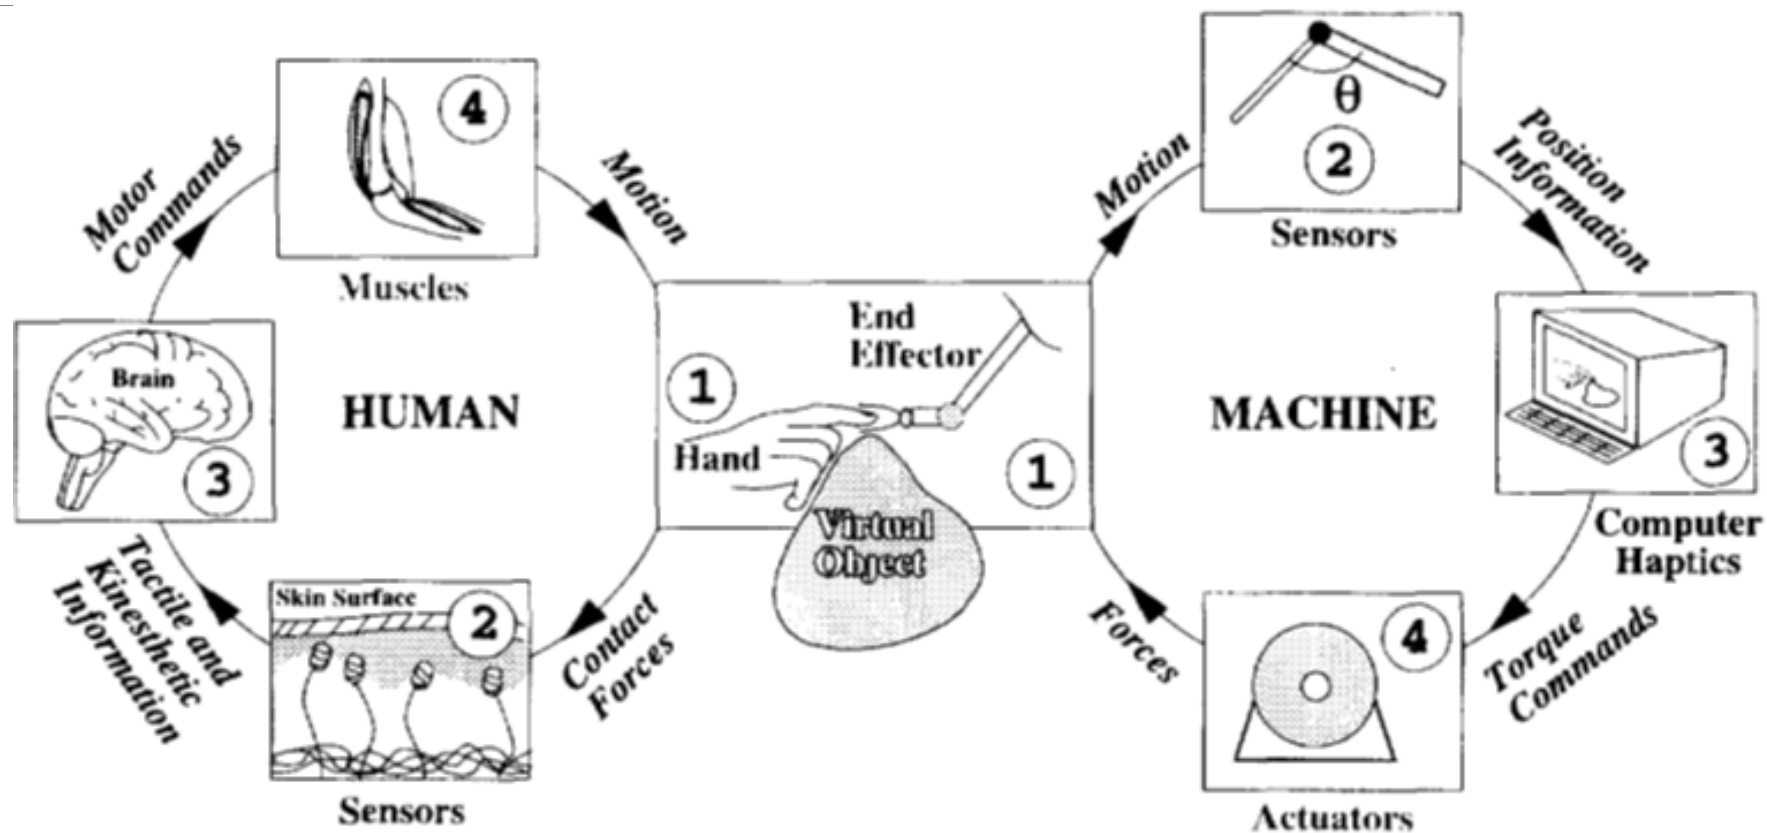 4
Motor
Commands
Muscles
Motion
Brain
3
HUMAN
Tactile and
Kinesthetic
Information
Skin Surface
2
Sensors
Contact
Forces
1
Hand
End
Effector
1
Virtual
Object
Motion
θ
2
Sensors
Position
Information
MACHINE
3
Computer
Haptics
Torque
Commands
4
Actuators
Forces